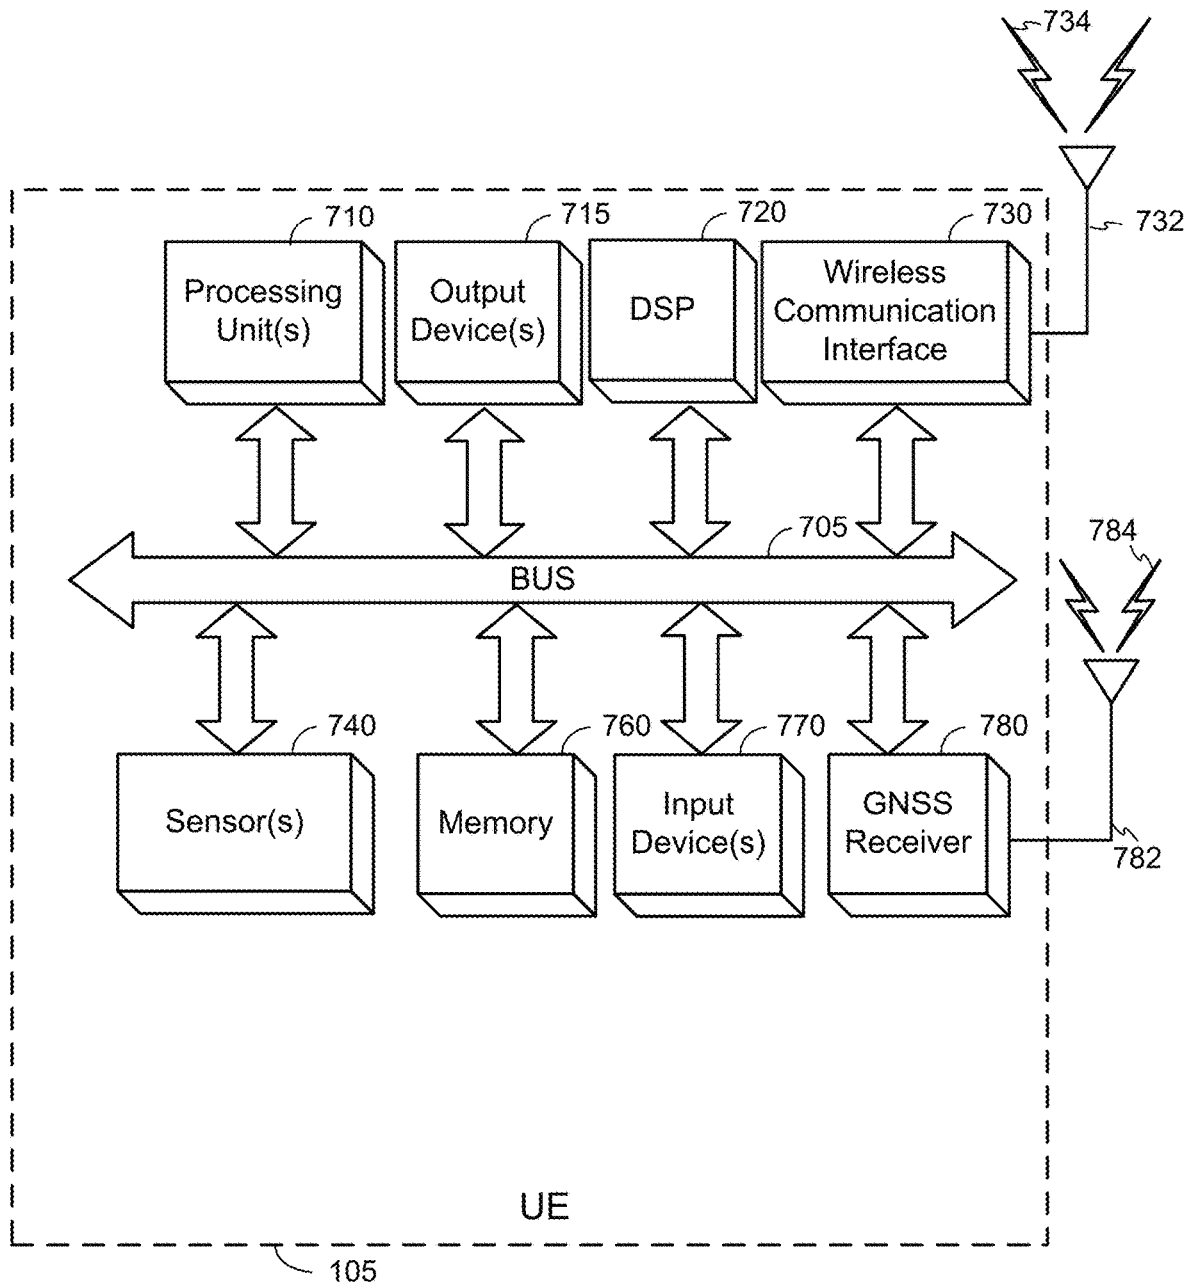 734
732
710
715
720
730
Processing
Unit(s)
Output
Device(s)
DSP
Wireless
Communication
Interface
705
BUS
784
740
760
770
780
Sensor(s)
Memory
Input
Device(s)
GNSS
Receiver
782
UE
105